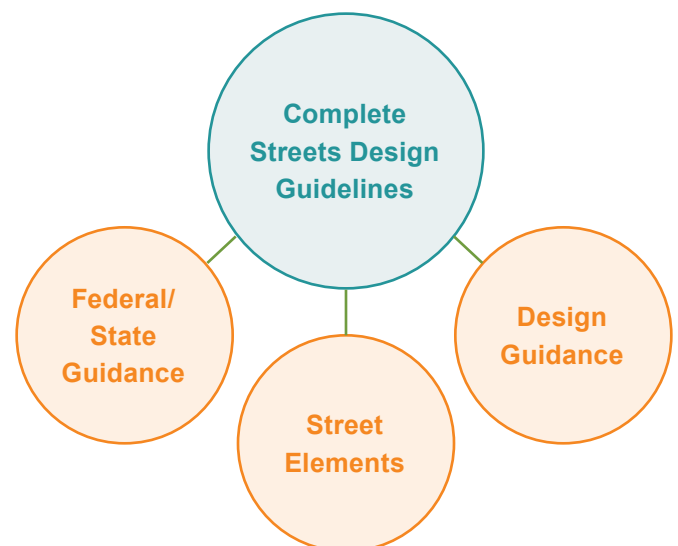 Complete
Streets Design
Guidelines
Federal/
State
Guidance
Street
Elements
Design
Guidance